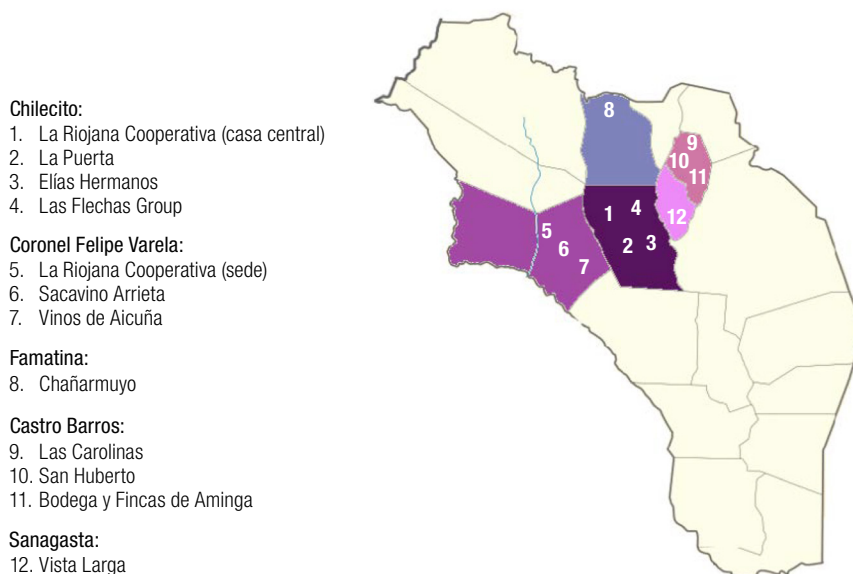 Chilecito:
1. La Riojana Cooperativa (casa central)
2. La Puerta
3. Elías Hermanos
4. Las Flechas Group
Coronel Felipe Varela:
5. La Riojana Cooperativa (sede)
6. Sacavino Arrieta
7. Vinos de Aicuña
Famatina:
8. Chañarmuyo
Castro Barros:
9. Las Carolinas
10. San Huberto
11. Bodega y Fincas de Aminga
Sanagasta:
12. Vista Larga
8
9
10
11
12
1 4
2 3
5
6
7